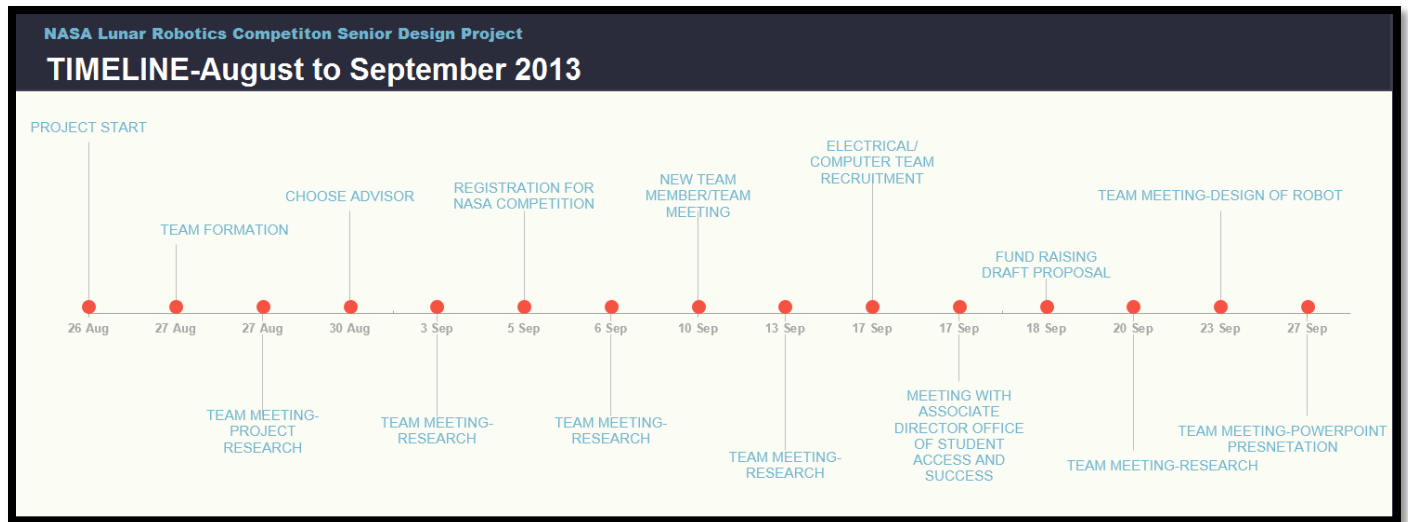 NASA Lunar Robotics Competiton Senior Design Project
TIMELINE-August to September 2013
PROJECT START
TEAM FORMATION
CHOOSE ADVISOR
REGISTRATION FOR
NASA COMPETITION
NEW TEAM
MEMBER/TEAM
MEETING
ELECTRICAL/
COMPUTER TEAM
RECRUITMENT
FUND RAISING
DRAFT PROPOSAL
TEAM MEETING-DESIGN OF ROBOT
26 Aug
27 Aug
27 Aug
30 Aug
3 Sep
5 Sep
6 Sep
10 Sep
13 Sep
17 Sep
17 Sep
18 Sep
20 Sep
23 Sep
27 Sep
TEAM MEETING-
PROJECT
RESEARCH
TEAM MEETING-
RESEARCH
TEAM MEETING-
RESEARCH
TEAM MEETING-
RESEARCH
MEETING WITH
ASSOCIATE
DIRECTOR OFFICE
OF STUDENT
ACCESS AND
SUCCESS
TEAM MEETING-RESEARCH
TEAM MEETING-POWERPOINT
PRESNETATION